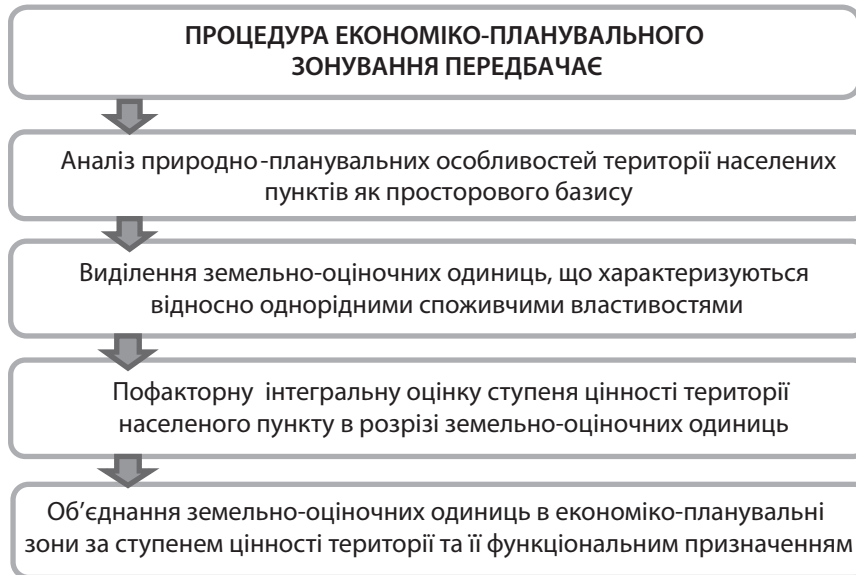 ПРОЦЕДУРА ЕКОНОМІКО-ПЛАНУВАЛЬНОГО
ЗОНУВАННЯ ПЕРЕДБАЧАЄ
Аналіз природно-планувальних особливостей території населених
пунктів як просторового базису
Виділення земельно-оціночних одиниць, що характеризуються
відносно однорідними споживчими властивостями
Пофакторну інтегральну оцінку ступеня цінності території
населеного пункту в розрізі земельно-оціночних одиниць
Об’єднання земельно-оціночних одиниць в економіко-планувальні
зони за ступенем цінності території та її функціональним призначенням